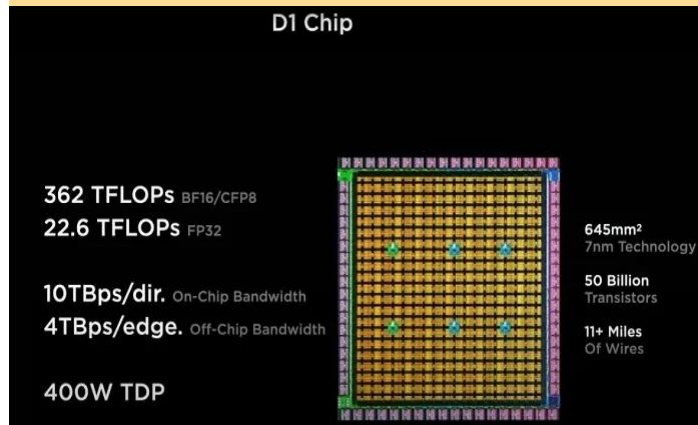 D1 Chip
362 TFLOPs BF16/CFP8
22.6 TFLOPs FP32
10TBps/dir. On-Chip Bandwidth
4TBps/edge. Off-Chip Bandwidth
400W TDP
645mm²
7nm Technology
50 Billion
Transistors
11+ Miles
Of Wires